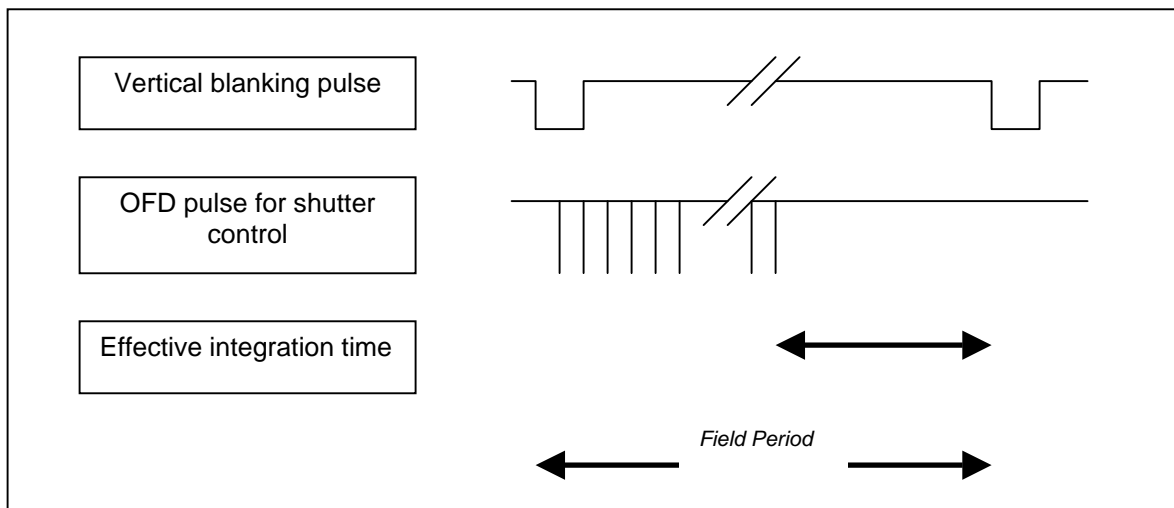 Vertical blanking pulse
OFD pulse for shutter
control
Effective integration time
Field Period